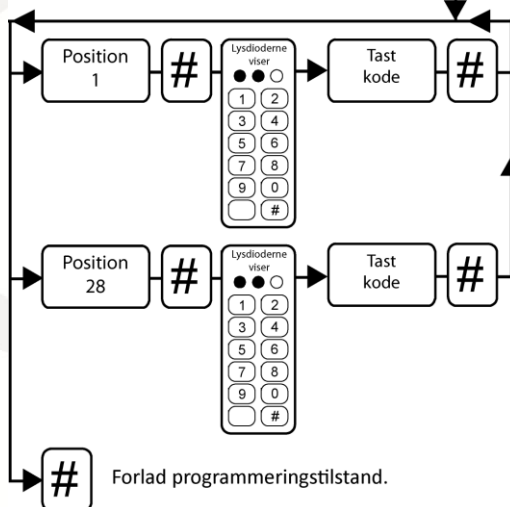 Position
1
#
Lysdioderne
viser
1 2
3 4
5 6
7 8
9 0
#
Tast
kode
#
Position
28
#
Lysdioderne
viser
1 2
3 4
5 6
7 8
9 0
#
Tast
kode
#
# Forlad programmeringstilstand.